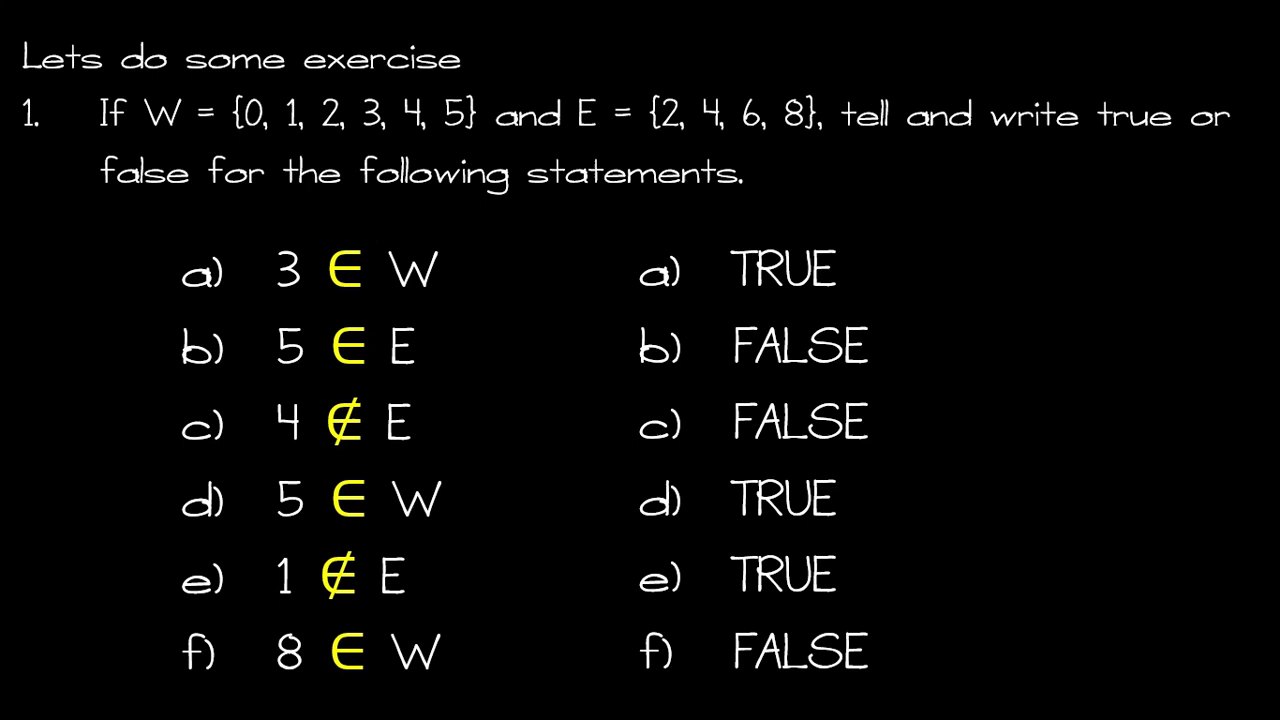 Lets do some exercise
1. If W = {0, 1, 2, 3, 4, 5} and E = {2, 4, 6, 8}, tell and write true or
false for the following statements.
a) 3 ∈ W a) TRUE
b) 5 ∈ E b) FALSE
c) 4 ∉ E c) FALSE
d) 5 ∈ W d) TRUE
e) 1 ∉ E e) TRUE
f) 8 ∈ W f) FALSE